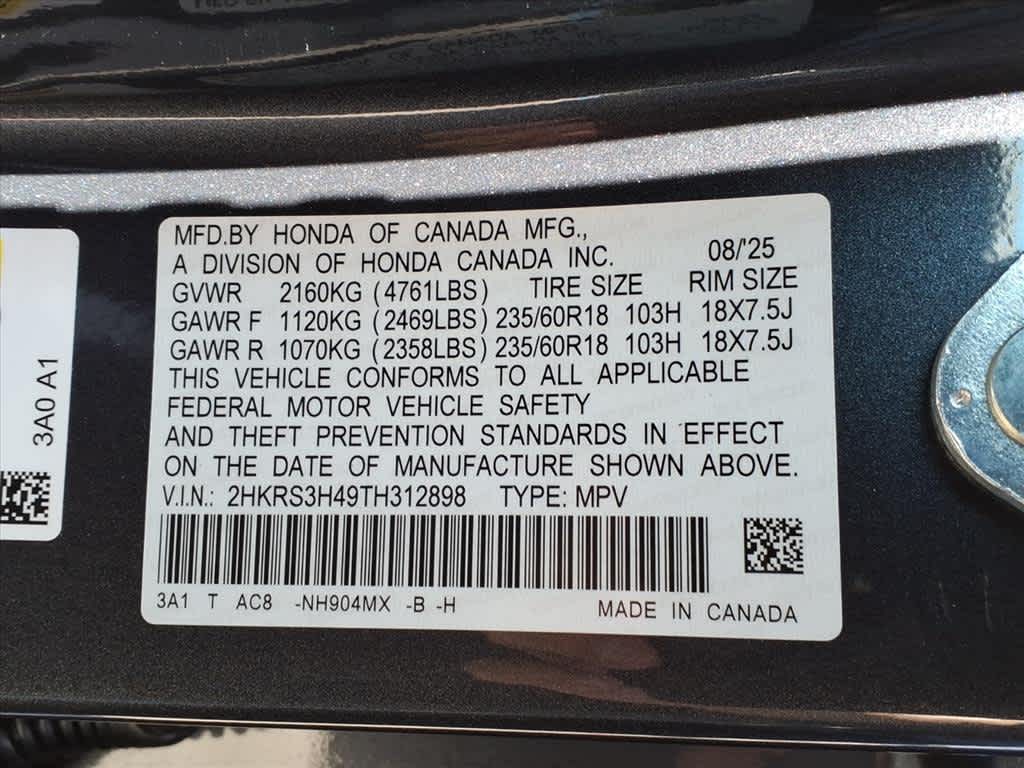 MFD.BY HONDA OF CANADA MFG.,
A DIVISION OF HONDA CANADA INC. 08/'25
GVWR 2160KG (4761LBS) TIRE SIZE RIM SIZE
GAWR F 1120KG (2469LBS) 235/60R18 103H 18X7.5J
GAWR R 1070KG (2358LBS) 235/60R18 103H 18X7.5J
THIS VEHICLE CONFORMS TO ALL APPLICABLE
FEDERAL MOTOR VEHICLE SAFETY
AND THEFT PREVENTION STANDARDS IN EFFECT
ON THE DATE OF MANUFACTURE SHOWN ABOVE.
V.I.N.: 2HKRS3H49TH312898 TYPE: MPV
3A1 T AC8 -NH904MX -B -H MADE IN CANADA
3A0 A1